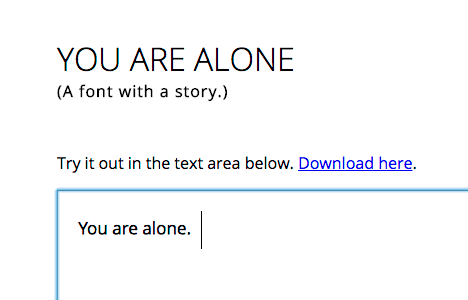 YOU ARE ALONE
(A font with a story.)
Try it out in the text area below. Download here.
You are alone.